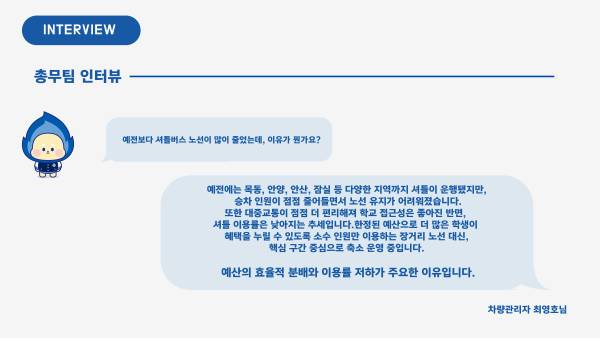 INTERVIEW
총무팀 인터뷰
예전보다 셔틀버스 노선이 많이 줄었는데, 이유가 뭔가요?
예전에는 목동, 안양, 안산, 잠실 등 다양한 지역까지 셔틀이 운행됐지만,
승차 인원이 점점 줄어들면서 노선 유지가 어려워졌습니다.
또한 대중교통이 점점 더 편리해져 학교 접근성은 좋아진 반면,
셔틀 이용률은 낮아지는 추세입니다.한정된 예산으로 더 많은 학생이
혜택을 누릴 수 있도록 소수 인원만 이용하는 장거리 노선 대신,
핵심 구간 중심으로 축소 운영 중입니다.
예산의 효율적 분배와 이용률 저하가 주요한 이유입니다.
차량관리자 최영호님